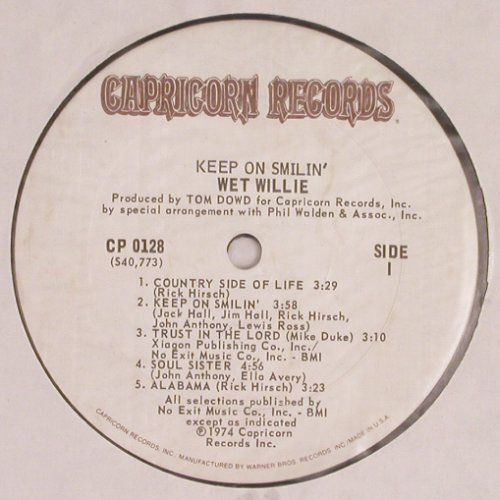 CAPRICORN RECORDS
KEEP ON SMILIN'
WET WILLIE
Produced by TOM DOWD for Capricorn Records, Inc.
by special arrangement with Phil Walden & Assoc., Inc.
CP 0128
(S40,773)
SIDE
1
1. COUNTRY SIDE OF LIFE 3:29
(Rick Hirsch)
2. KEEP ON SMILIN' 3:58
(Jack Hall, Jim Hall, Rick Hirsch,
John Anthony, Lewis Ross)
3. TRUST IN THE LORD (Mike Duke) 3:10
Xiagon Publishing Co., Inc./
No Exit Music Co., Inc. - BMI
4. SOUL SISTER 4:56
(John Anthony, Ella Avery)
5. ALABAMA (Rick Hirsch) 3:23
All selections published by
No Exit Music Co., Inc. - BMI
except as indicated
Ⓟ1974 Capricorn
Records Inc.
CAPRICORN RECORDS, INC., MANUFACTURED BY WARNER BROS. RECORDS INC./MADE IN U.S.A.